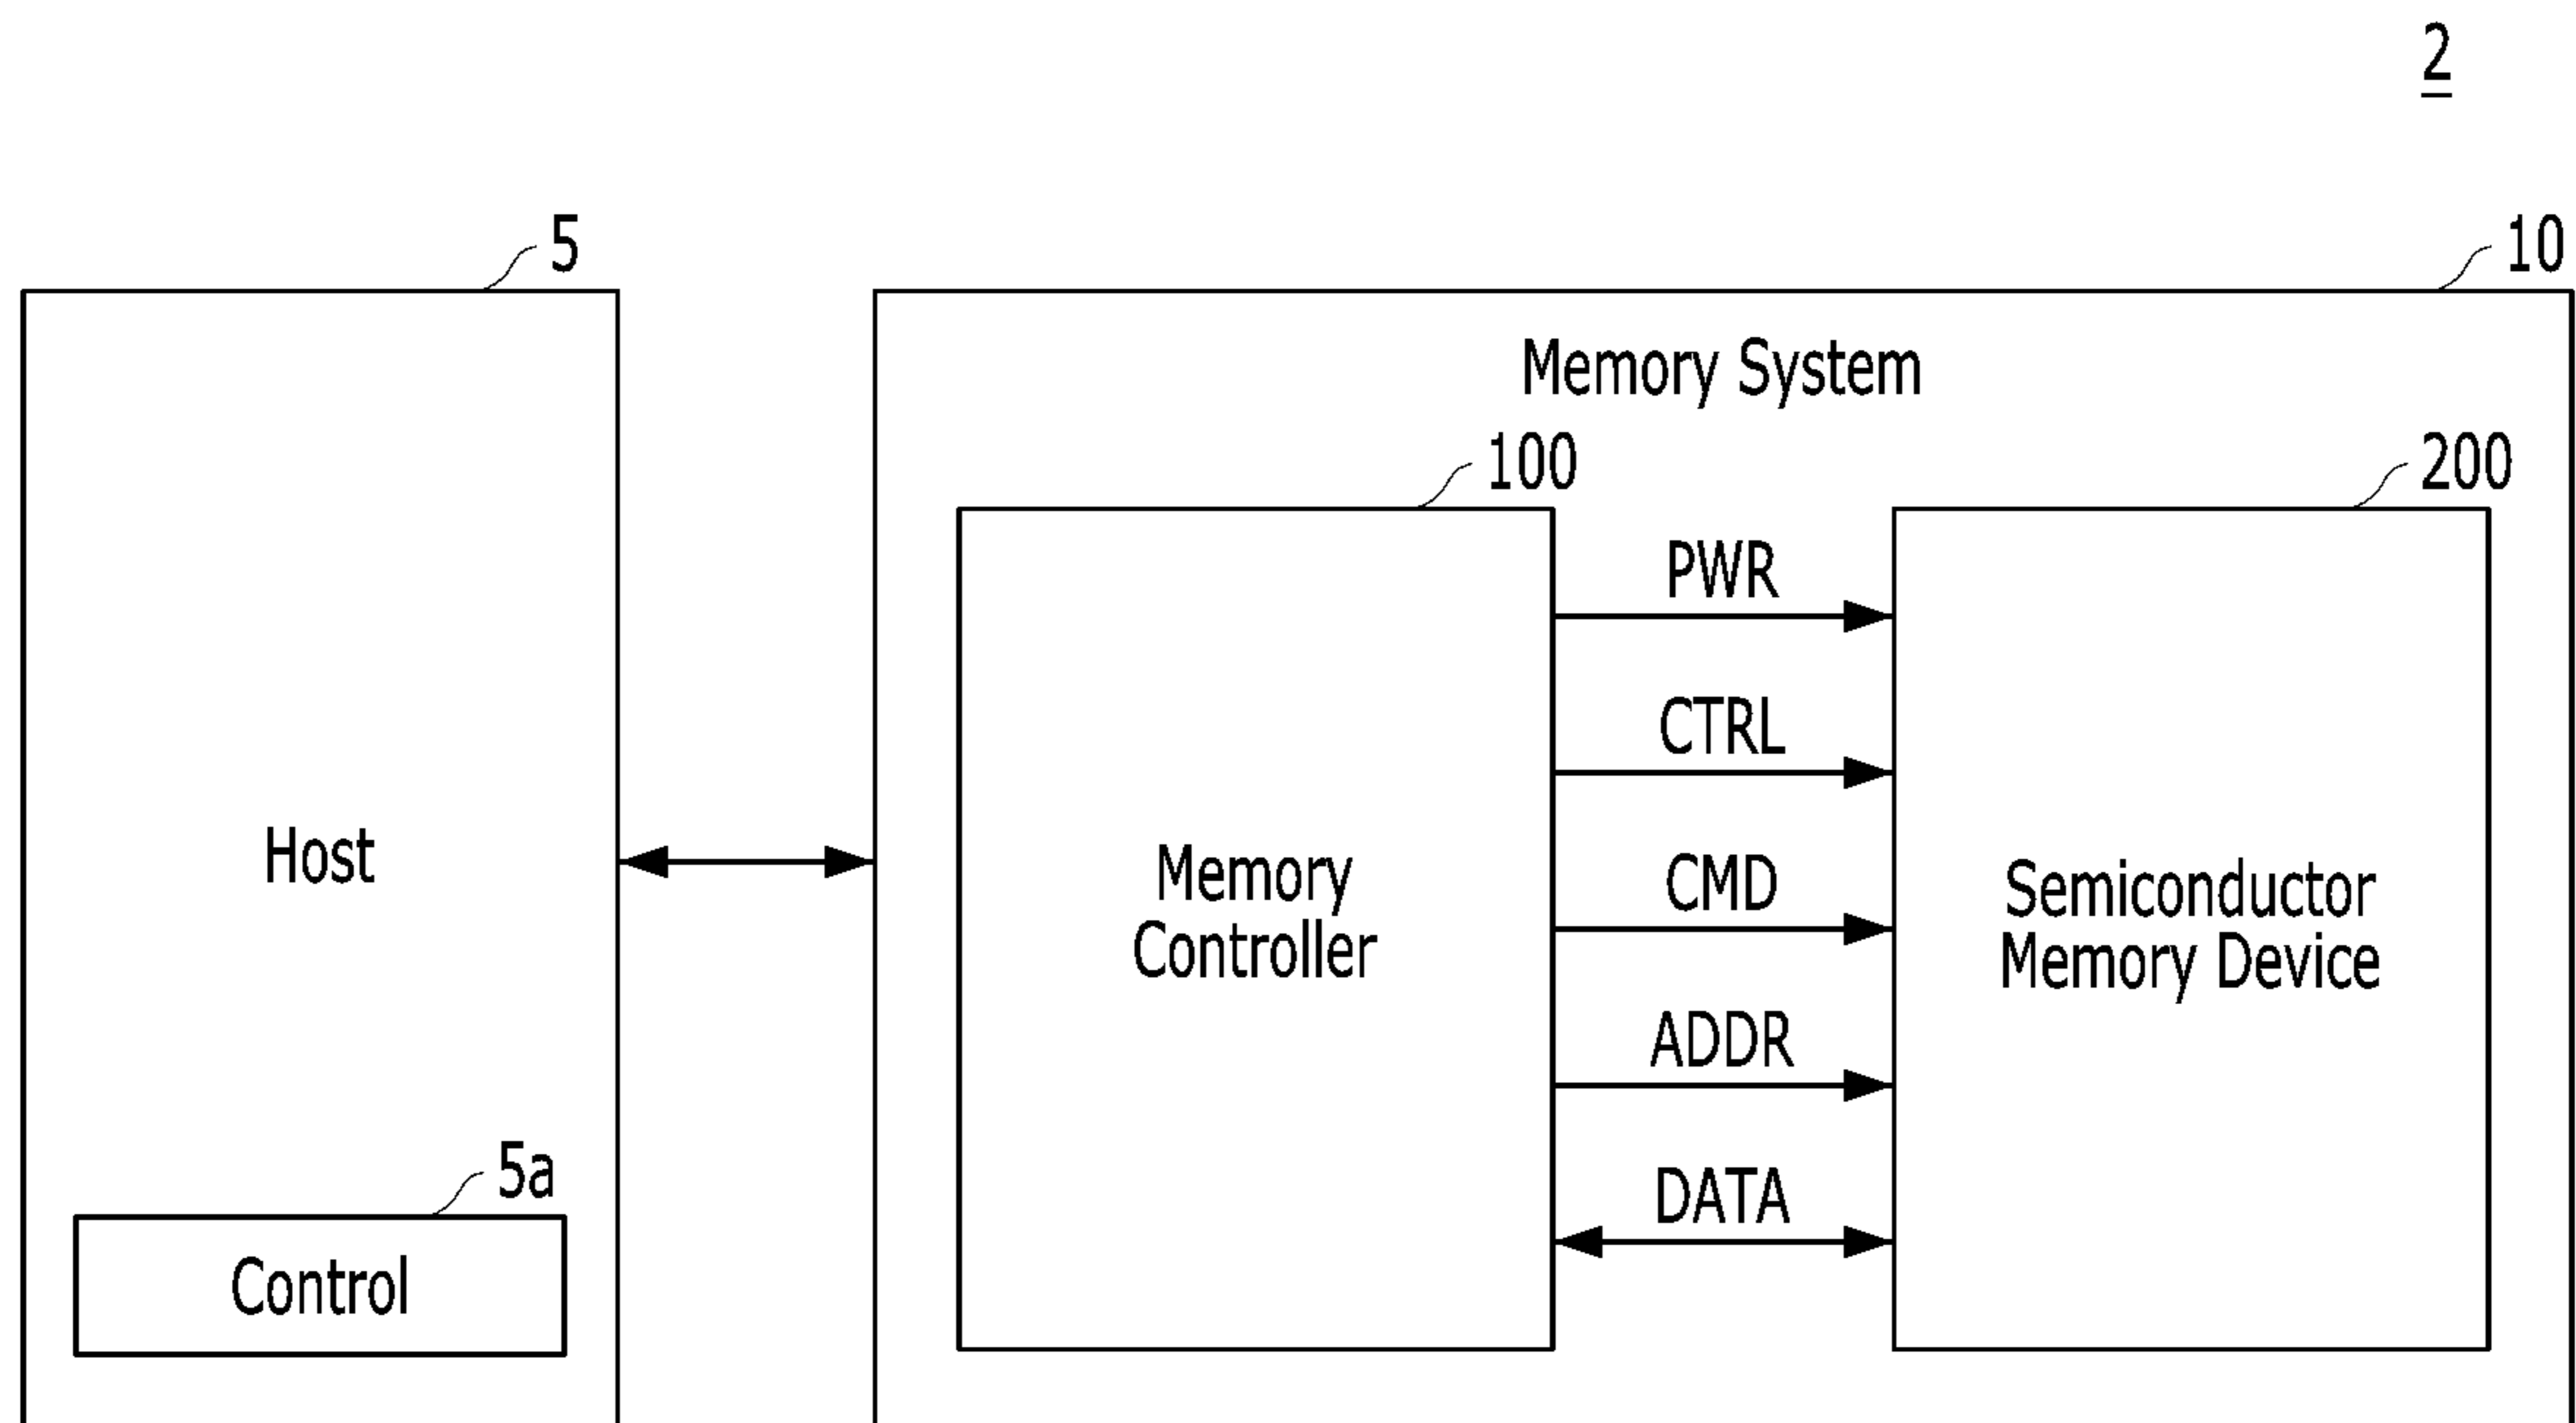 2
5
10
Memory System
100
200
PWR
CTRL
Host
CMD
Memory
Controller
Semiconductor
Memory Device
ADDR
5a
DATA
Control